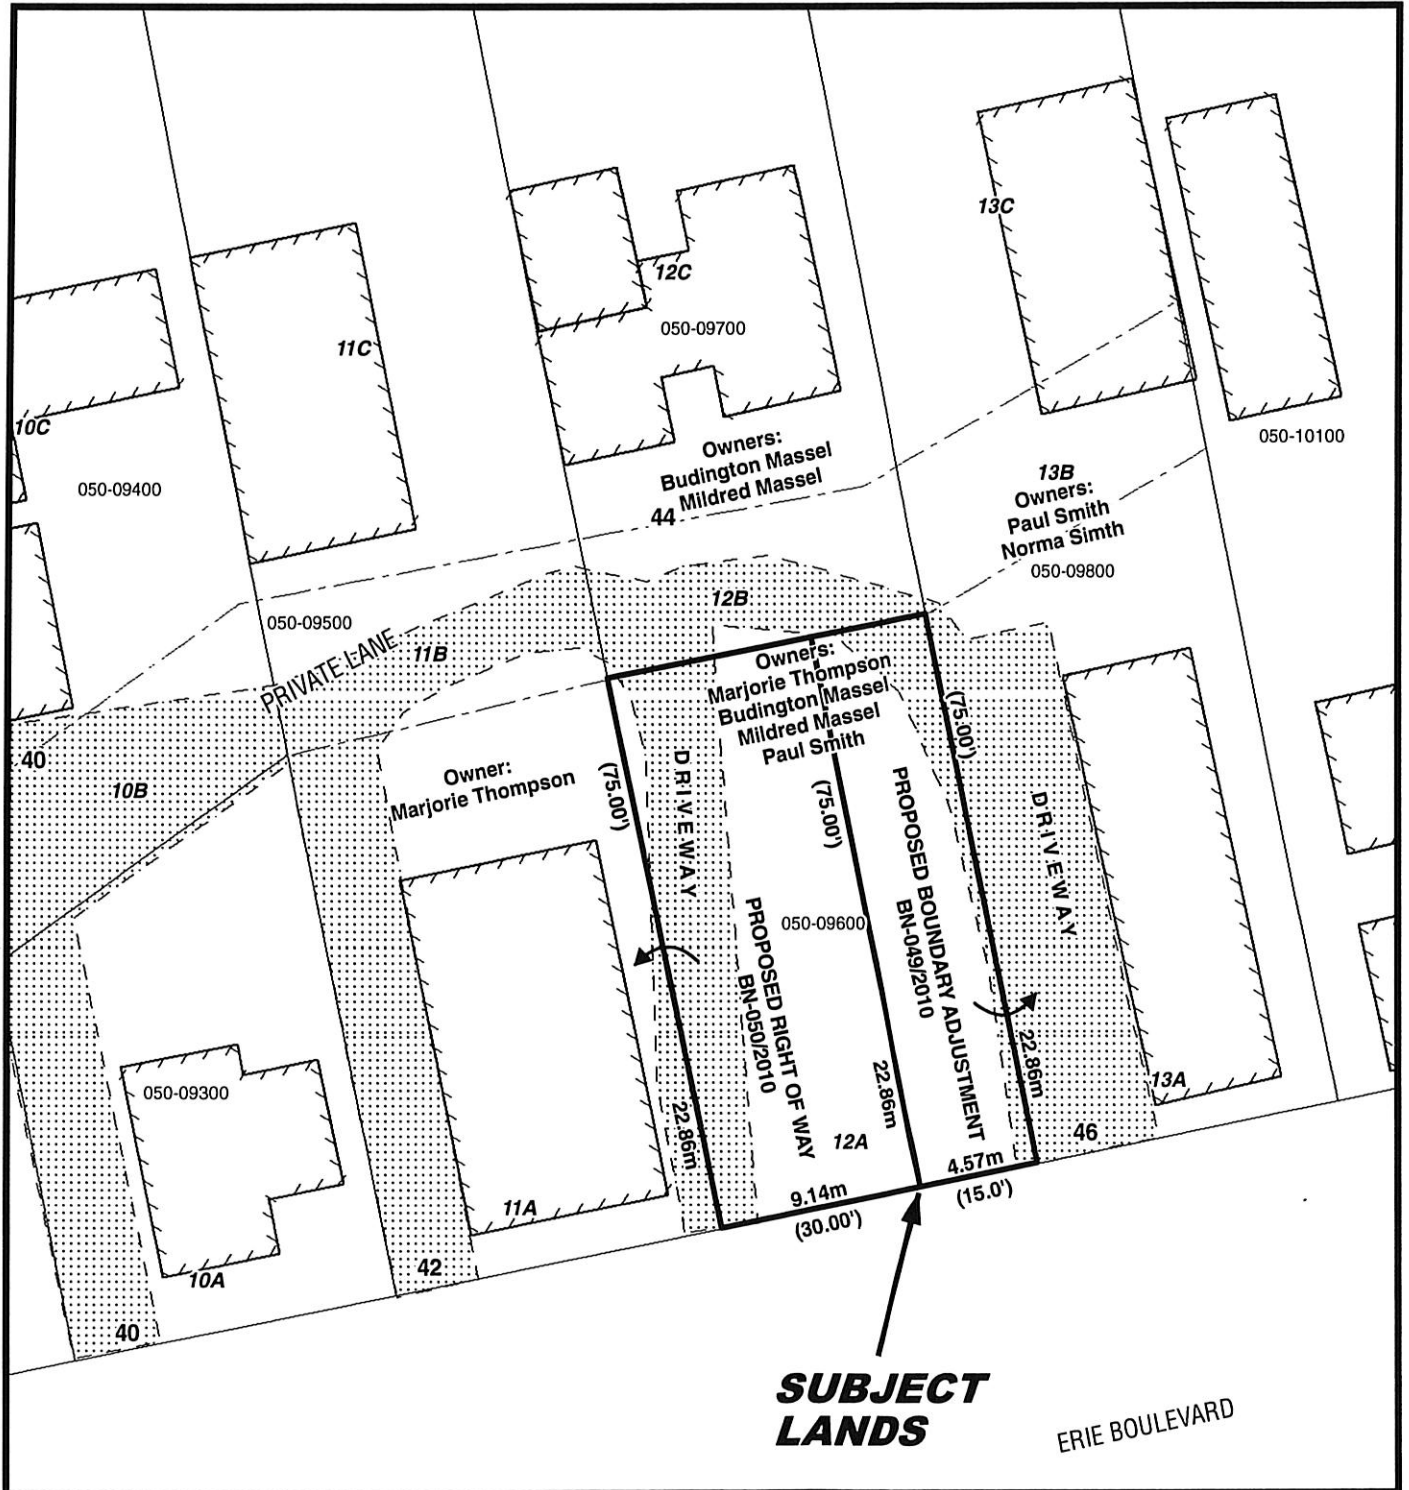 13C
12C
050-09700
11C
10C
050-09400
050-10100
Owners:
Budington Massel
Mildred Massel
44
13B
Owners:
Paul Smith
Norma Simth
050-09800
12B
050-09500
PRIVATE LANE
11B
40
10B
Owners:
Marjorie Thompson
Budington Massel
Mildred Massel
Paul Smith
Owner:
Marjorie Thompson
(75.00')
DRIVEWAY
(75.00')
(75.00')
DRIVEWAY
PROPOSED RIGHT OF WAY
BN-050/2010
050-09600
PROPOSED BOUNDARY ADJUSTMENT
BN-049/2010
22.86m
22.86m
22.86m
050-09300
13A
12A
46
4.57m
(15.0')
9.14m
(30.00')
11A
42
10A
40
SUBJECT
LANDS
ERIE BOULEVARD